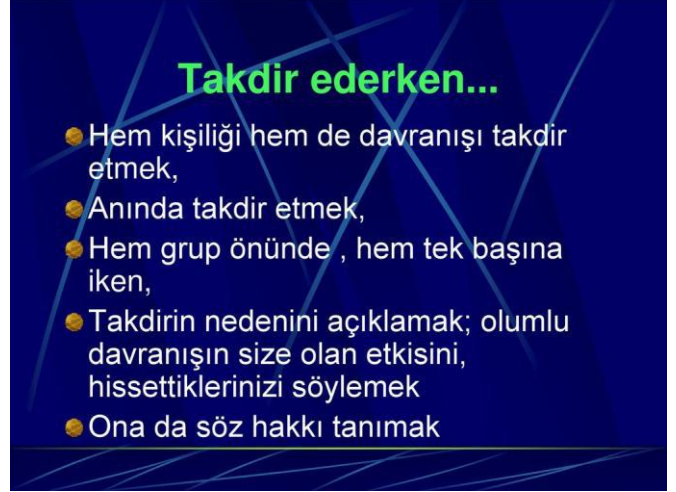 Takdir ederken...
Hem kişiliği hem de davranışı takdir
etmek,
Anında takdir etmek,
Hem grup önünde , hem tek başına
iken,
Takdirin nedenini açıklamak; olumlu
davranışın size olan etkisini,
hissettiklerinizi söylemek
Ona da söz hakkı tanımak